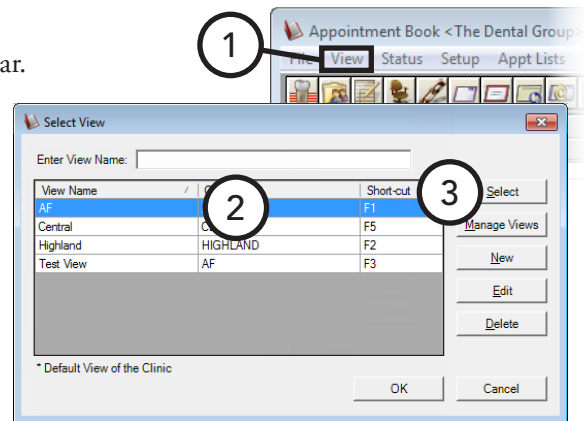 ar.
1
Appointment Book <The Dental Group>
File View Status Setup Appt Lists
Select View
Enter View Name:
View Name / Short-cut
AF F1
Central F5
Highland HIGHLAND F2
Test View AF F3
2
3
Select
Manage Views
New
Edit
Delete
* Default View of the Clinic
OK Cancel